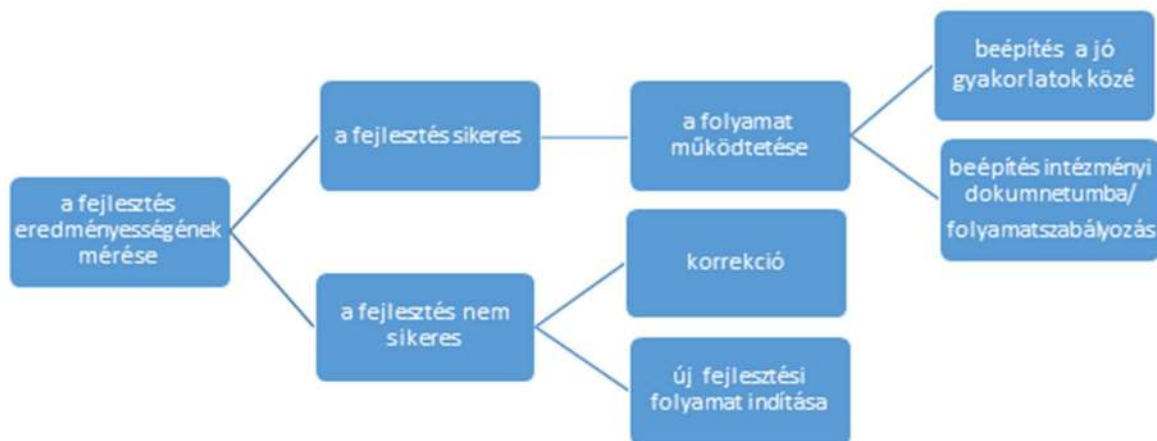 a fejlesztés
eredményességének
mérése
a fejlesztés sikeres
a folyamat
működtetése
beépítés a jó
gyakorlatok közé
beépítés intézményi
dokumnetumba/
folyamatszabályozás
a fejlesztés nem
sikeres
korrekció
új fejlesztési
folyamat indítása